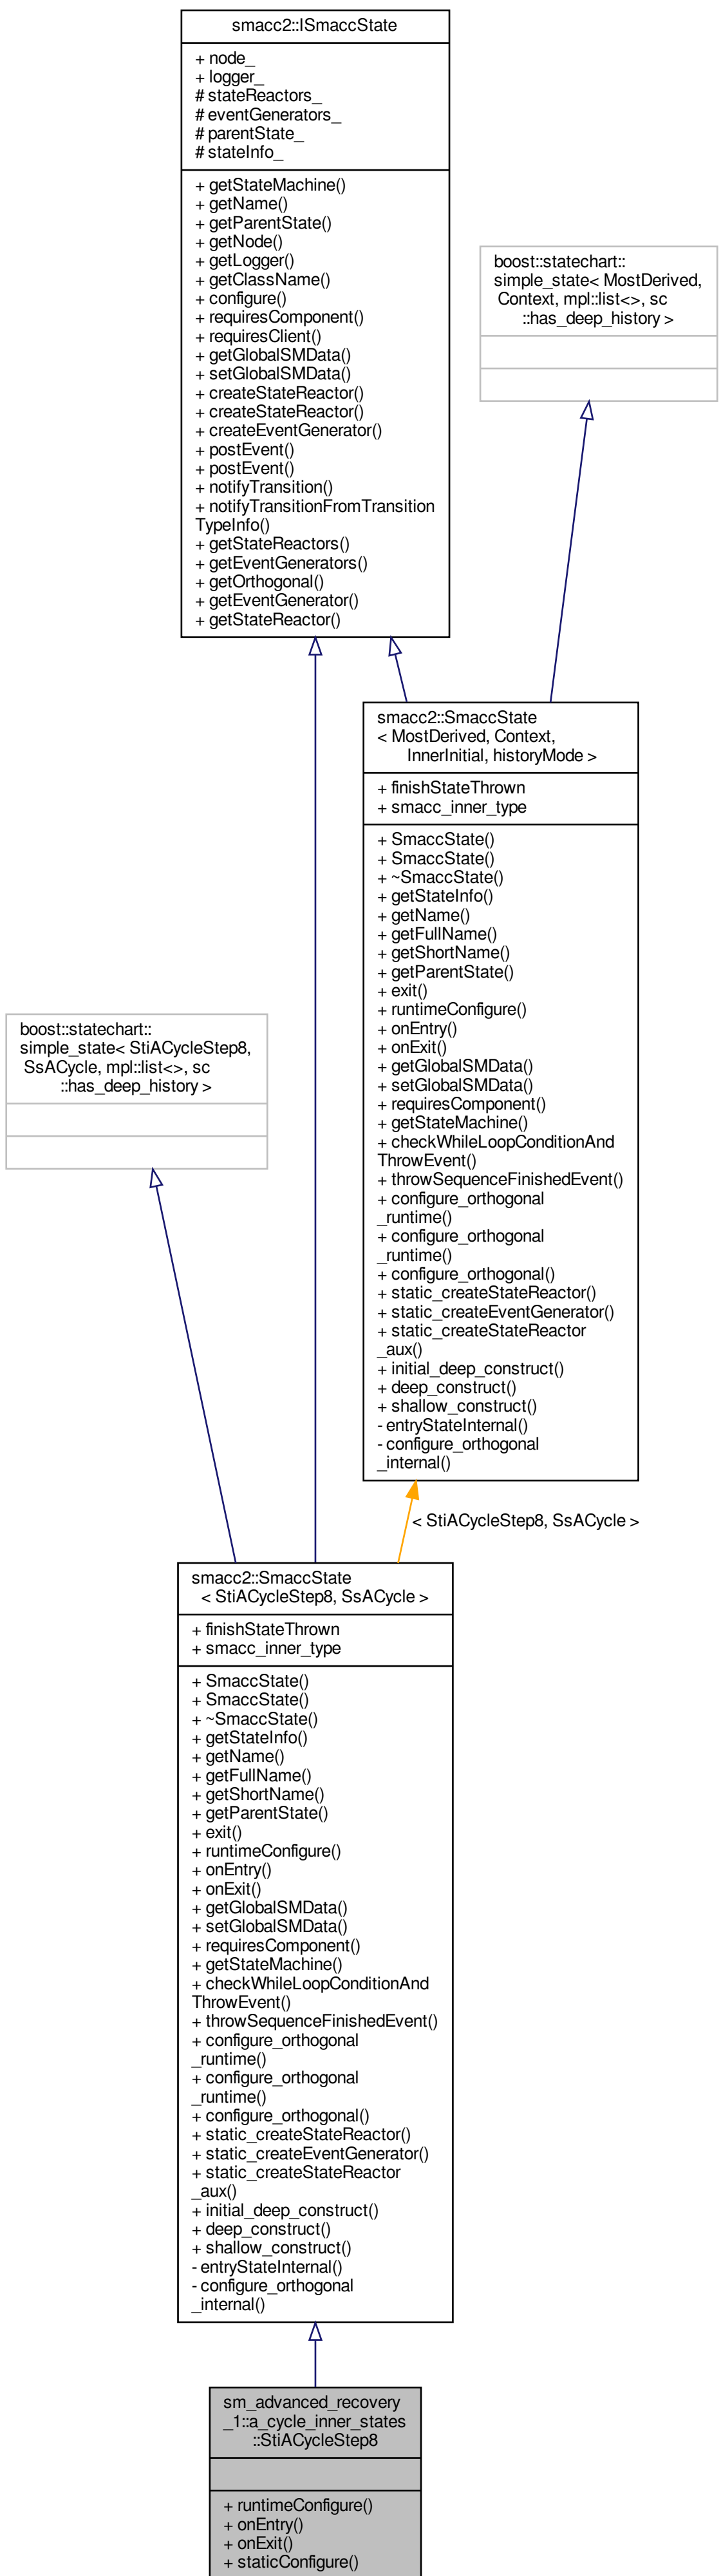 smacc2::ISmaccState
+ node_
+ logger_
# stateReactors_
# eventGenerators_
# parentState_
# stateInfo_
+ getStateMachine()
+ getName()
+ getParentState()
+ getNode()
+ getLogger()
+ getClassName()
+ configure()
+ requiresComponent()
+ requiresClient()
+ getGlobalSMData()
+ setGlobalSMData()
+ createStateReactor()
+ createStateReactor()
+ createEventGenerator()
+ postEvent()
+ postEvent()
+ notifyTransition()
+ notifyTransitionFromTransition
TypeInfo()
+ getStateReactors()
+ getEventGenerators()
+ getOrthogonal()
+ getEventGenerator()
+ getStateReactor()
boost::statechart::
simple_state< MostDerived,
Context, mpl::list<>, sc
::has_deep_history >
smacc2::SmaccState
< MostDerived, Context,
InnerInitial, historyMode >
+ finishStateThrown
+ smacc_inner_type
+ SmaccState()
+ SmaccState()
+ ~SmaccState()
+ getStateInfo()
+ getName()
+ getFullName()
+ getShortName()
+ getParentState()
+ exit()
+ runtimeConfigure()
+ onEntry()
+ onExit()
+ getGlobalSMData()
+ setGlobalSMData()
+ requiresComponent()
+ getStateMachine()
+ checkWhileLoopConditionAnd
ThrowEvent()
+ throwSequenceFinishedEvent()
+ configure_orthogonal
_runtime()
+ configure_orthogonal
_runtime()
+ configure_orthogonal()
+ static_createStateReactor()
+ static_createEventGenerator()
+ static_createStateReactor
_aux()
+ initial_deep_construct()
+ deep_construct()
+ shallow_construct()
- entryStateInternal()
- configure_orthogonal
_internal()
boost::statechart::
simple_state< StiACycleStep8,
SsACycle, mpl::list<>, sc
::has_deep_history >
< StiACycleStep8, SsACycle >
smacc2::SmaccState
< StiACycleStep8, SsACycle >
+ finishStateThrown
+ smacc_inner_type
+ SmaccState()
+ SmaccState()
+ ~SmaccState()
+ getStateInfo()
+ getName()
+ getFullName()
+ getShortName()
+ getParentState()
+ exit()
+ runtimeConfigure()
+ onEntry()
+ onExit()
+ getGlobalSMData()
+ setGlobalSMData()
+ requiresComponent()
+ getStateMachine()
+ checkWhileLoopConditionAnd
ThrowEvent()
+ throwSequenceFinishedEvent()
+ configure_orthogonal
_runtime()
+ configure_orthogonal
_runtime()
+ configure_orthogonal()
+ static_createStateReactor()
+ static_createEventGenerator()
+ static_createStateReactor
_aux()
+ initial_deep_construct()
+ deep_construct()
+ shallow_construct()
- entryStateInternal()
- configure_orthogonal
_internal()
sm_advanced_recovery
_1::a_cycle_inner_states
::StiACycleStep8
+ runtimeConfigure()
+ onEntry()
+ onExit()
+ staticConfigure()